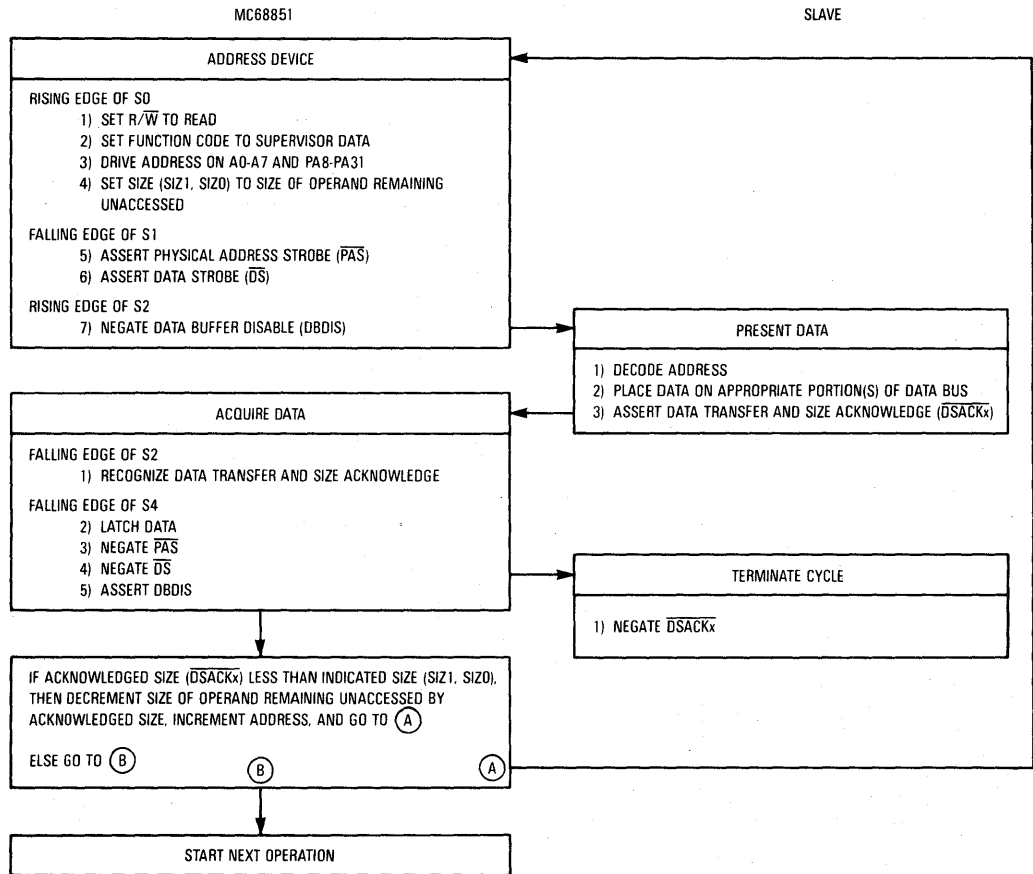 MC68851
SLAVE
ADDRESS DEVICE
RISING EDGE OF S0
1) SET R/W̅ TO READ
2) SET FUNCTION CODE TO SUPERVISOR DATA
3) DRIVE ADDRESS ON A0-A7 AND PA8-PA31
4) SET SIZE (SIZ1, SIZ0) TO SIZE OF OPERAND REMAINING
UNACCESSED
FALLING EDGE OF S1
5) ASSERT PHYSICAL ADDRESS STROBE (P̅A̅S̅)
6) ASSERT DATA STROBE (D̅S̅)
RISING EDGE OF S2
7) NEGATE DATA BUFFER DISABLE (DBDIS)
PRESENT DATA
1) DECODE ADDRESS
2) PLACE DATA ON APPROPRIATE PORTION(S) OF DATA BUS
3) ASSERT DATA TRANSFER AND SIZE ACKNOWLEDGE (D̅S̅A̅C̅K̅x̅)
ACQUIRE DATA
FALLING EDGE OF S2
1) RECOGNIZE DATA TRANSFER AND SIZE ACKNOWLEDGE
FALLING EDGE OF S4
2) LATCH DATA
3) NEGATE P̅A̅S̅
4) NEGATE D̅S̅
5) ASSERT DBDIS
TERMINATE CYCLE
1) NEGATE D̅S̅A̅C̅K̅x̅
IF ACKNOWLEDGED SIZE (D̅S̅A̅C̅K̅x̅) LESS THAN INDICATED SIZE (SIZ1, SIZ0),
THEN DECREMENT SIZE OF OPERAND REMAINING UNACCESSED BY
ACKNOWLEDGED SIZE, INCREMENT ADDRESS, AND GO TO A
ELSE GO TO B
B
A
START NEXT OPERATION